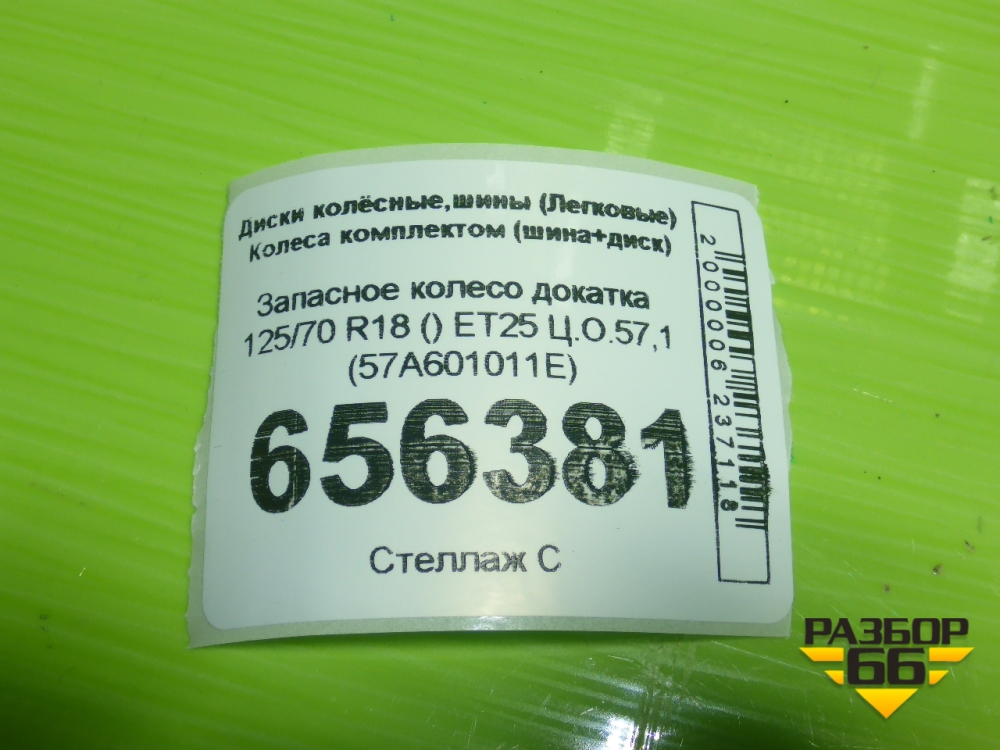 Диски колёсные,шины (Легковые)
Колеса комплектом (шина+диск)
Запасное колесо докатка
125/70 R18 () ET25 Ц.О.57,1
(57A601011E)
656381
Стеллаж С
2000006237118
РАЗБОР
66